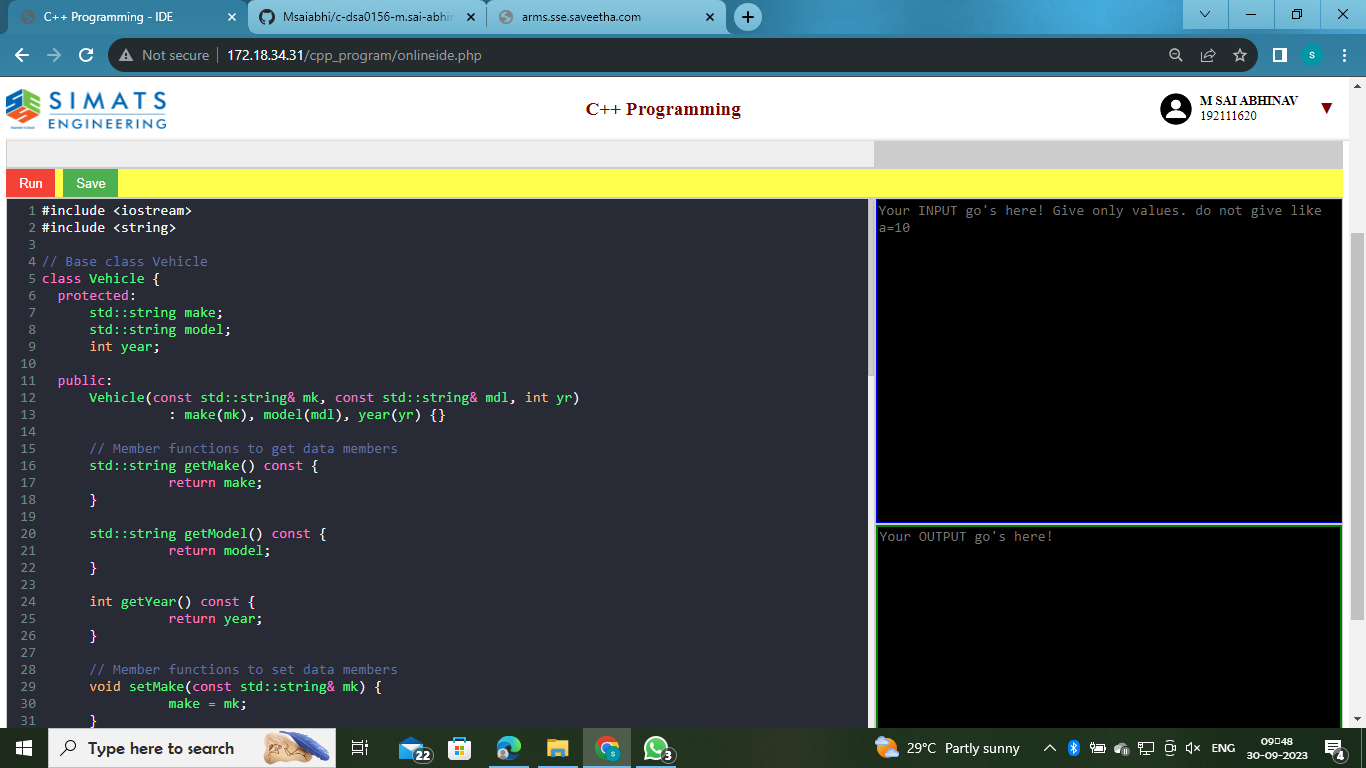 C++ Programming - IDE
Msaiabhi/c-dsa0156-m.sai-abhin
arms.sse.saveetha.com
Not secure
172.18.34.31/cpp_program/onlineide.php
S
SIMATS
ENGINEERING
C++ Programming
M SAI ABHINAV
192111620
Run
Save
1 #include <iostream>
2 #include <string>
3
4 // Base class Vehicle
5 class Vehicle {
6 protected:
7 std::string make;
8 std::string model;
9 int year;
10
11 public:
12 Vehicle(const std::string& mk, const std::string& mdl, int yr)
13 : make(mk), model(mdl), year(yr) {}
14
15 // Member functions to get data members
16 std::string getMake() const {
17 return make;
18 }
19
20 std::string getModel() const {
21 return model;
22 }
23
24 int getYear() const {
25 return year;
26 }
27
28 // Member functions to set data members
29 void setMake(const std::string& mk) {
30 make = mk;
31 }
Your INPUT go's here! Give only values. do not give like
a=10
Your OUTPUT go's here!
Type here to search
22
S
3
29°C Partly sunny
ENG
09:48
30-09-2023
4